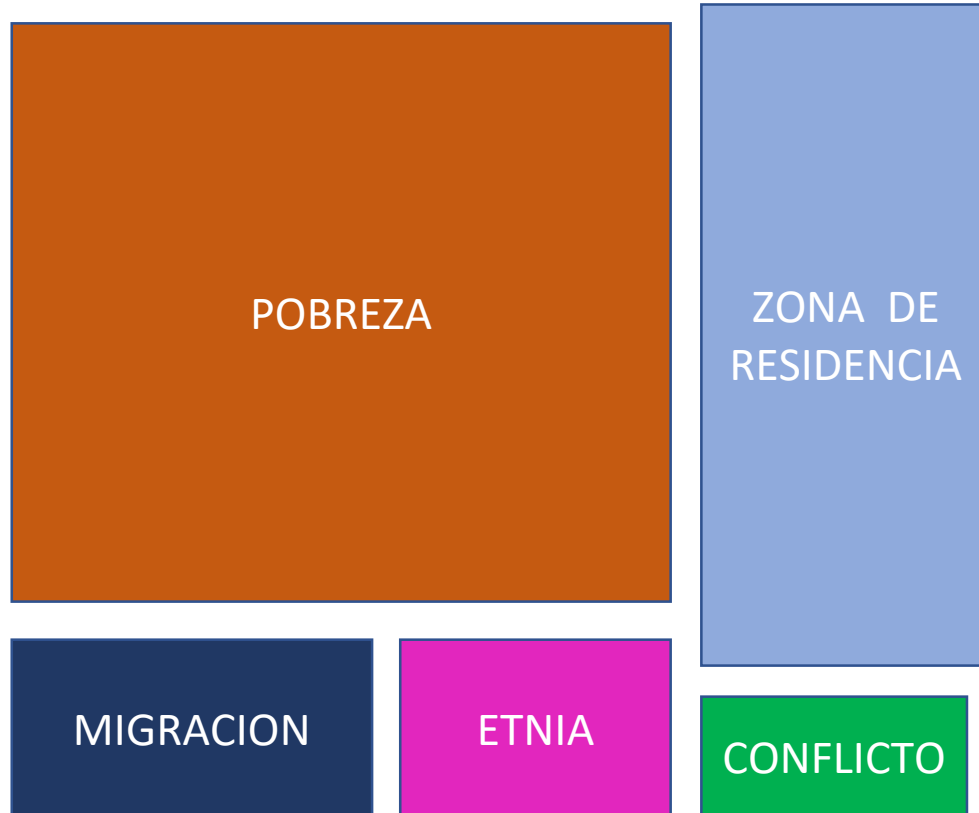 POBREZA
ZONA DE
RESIDENCIA
MIGRACION
ETNIA
CONFLICTO